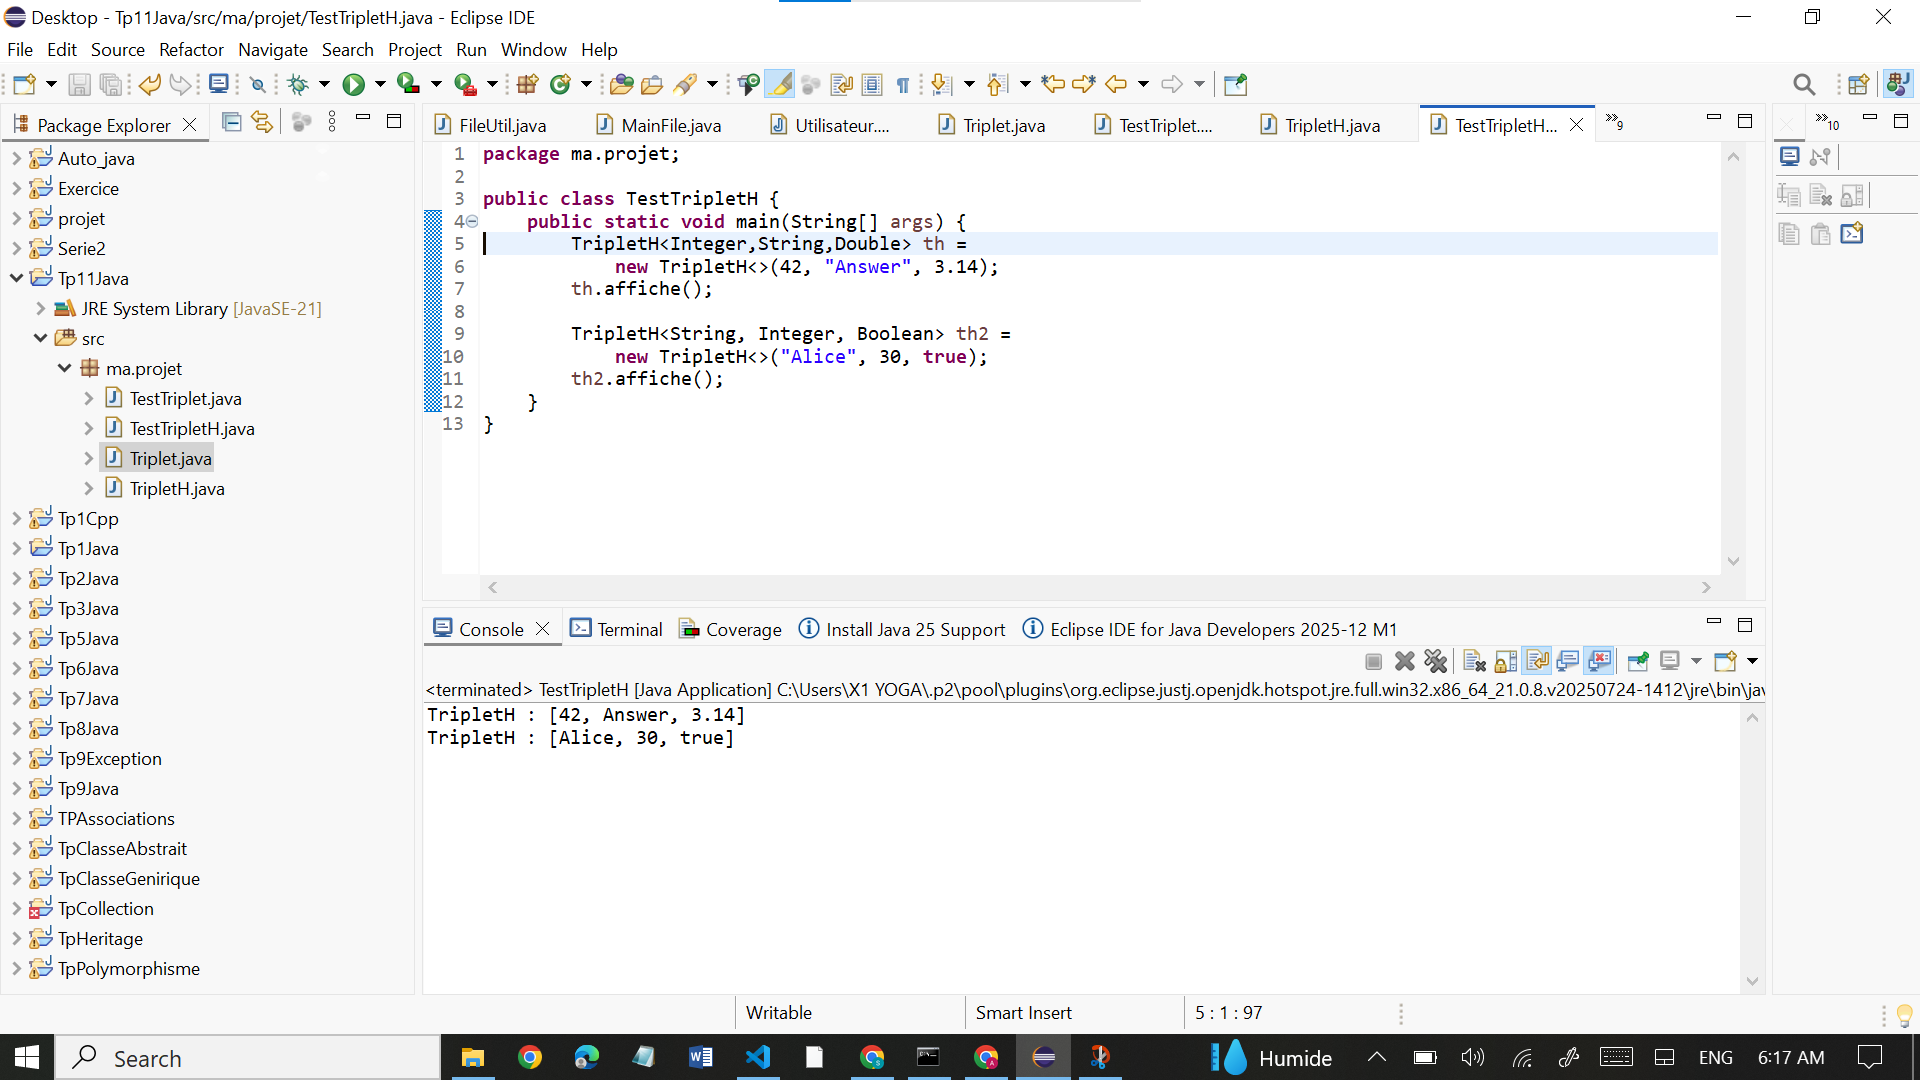 Desktop - Tp11Java/src/ma/projet/TestTripletH.java - Eclipse IDE
File Edit Source Refactor Navigate Search Project Run Window Help
Package Explorer
Auto_java
Exercice
projet
Serie2
Tp11Java
JRE System Library [JavaSE-21]
src
ma.projet
TestTriplet.java
TestTripletH.java
Triplet.java
TripletH.java
Tp1Cpp
Tp1Java
Tp2Java
Tp3Java
Tp5Java
Tp6Java
Tp7Java
Tp8Java
Tp9Exception
Tp9Java
TPAssociations
TpClasseAbstrait
TpClasseGenirique
TpCollection
TpHeritage
TpPolymorphisme
FileUtil.java MainFile.java Utilisateur.... Triplet.java TestTriplet.... TripletH.java TestTripletH... »9
»10
1 package ma.projet;
2
3 public class TestTripletH {
4 public static void main(String[] args) {
5 TripletH<Integer,String,Double> th =
6 new TripletH<>(42, "Answer", 3.14);
7 th.affiche();
8
9 TripletH<String, Integer, Boolean> th2 =
10 new TripletH<>("Alice", 30, true);
11 th2.affiche();
12 }
13 }
Console Terminal Coverage Install Java 25 Support Eclipse IDE for Java Developers 2025-12 M1
<terminated> TestTripletH [Java Application] C:\Users\X1 YOGA\.p2\pool\plugins\org.eclipse.justj.openjdk.hotspot.jre.full.win32.x86_64_21.0.8.v20250724-1412\jre\bin\jav
TripletH : [42, Answer, 3.14]
TripletH : [Alice, 30, true]
Writable Smart Insert 5 : 1 : 97
Search Humide ENG 6:17 AM